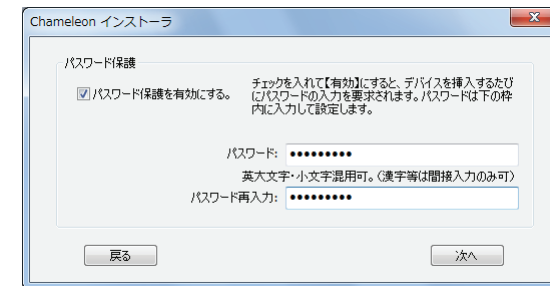 Chameleon インストーラ
パスワード保護
パスワード保護を有効にする。
チェックを入れて【有効】にすると、デバイスを挿入するたび
にパスワードの入力を要求されます。パスワードは下の枠
内に入力して設定します。
パスワード: ●●●●●●●●●
英大文字・小文字混用可。(漢字等は間接入力のみ可)
パスワード再入力: ●●●●●●●●●
戻る
次へ